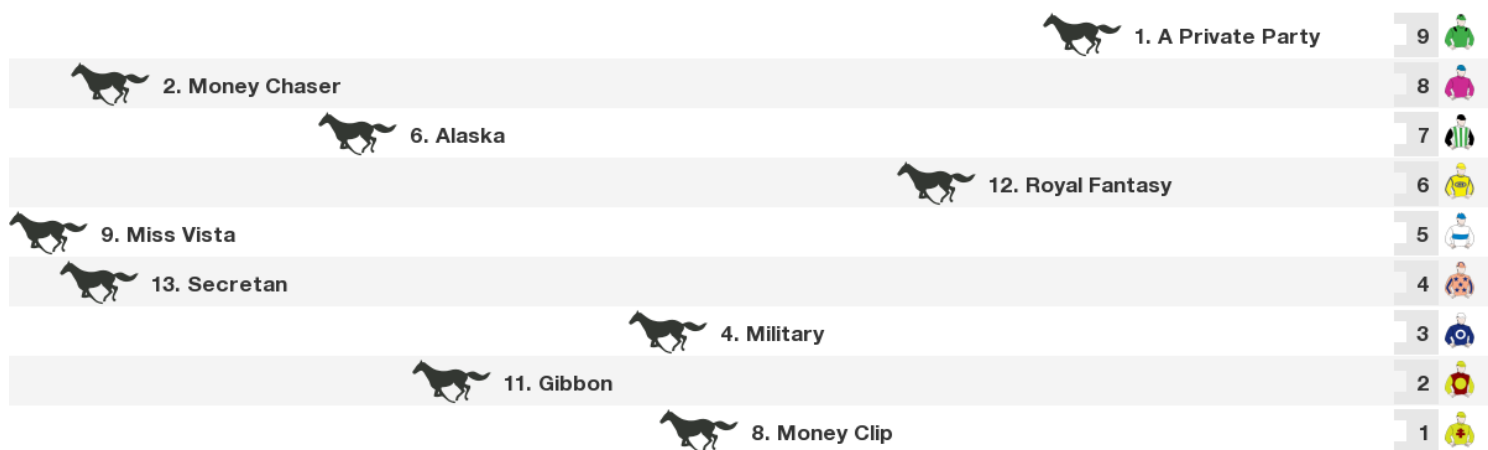 1. A Private Party 9
2. Money Chaser 8
6. Alaska 7
12. Royal Fantasy 6
9. Miss Vista 5
13. Secretan 4
4. Military 3
11. Gibbon 2
8. Money Clip 1